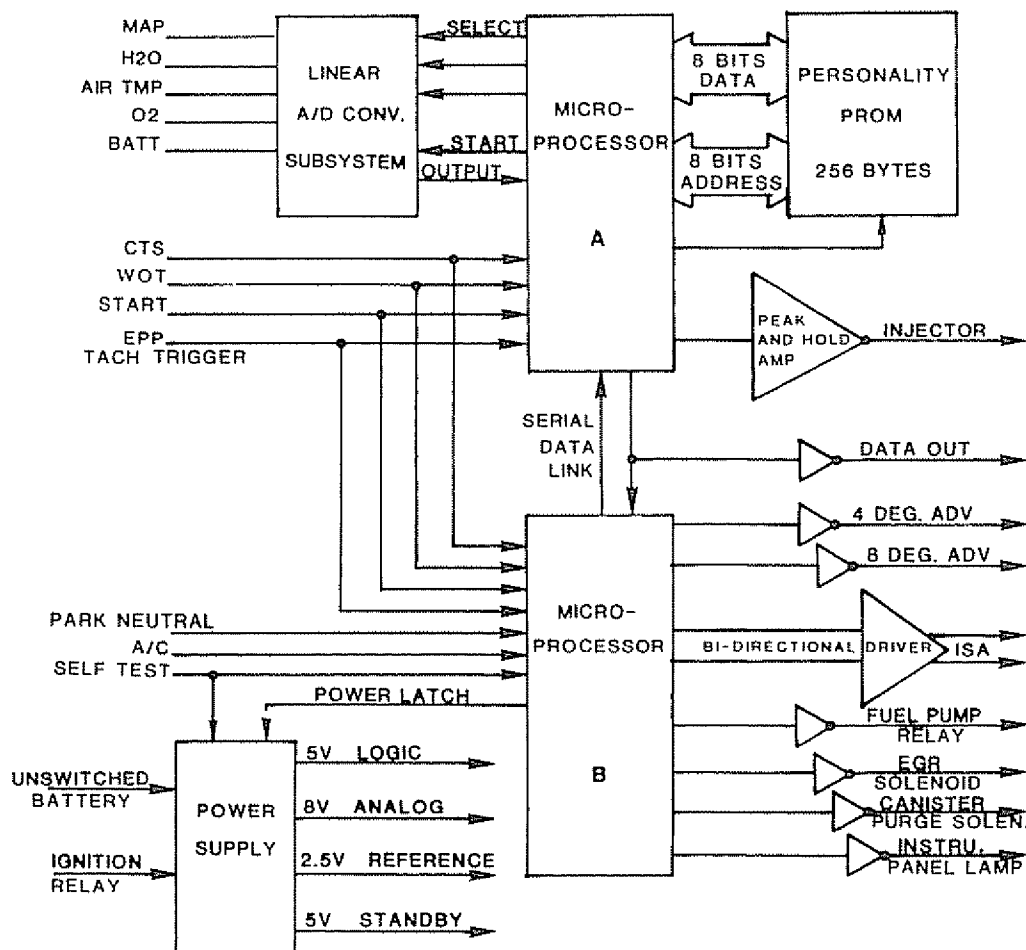 MAP
H2O
AIR TMP
O2
BATT
LINEAR
A/D CONV.
SUBSYSTEM
SELECT
START
OUTPUT
MICRO-
PROCESSOR
A
8 BITS
DATA
8 BITS
ADDRESS
PERSONALITY
PROM
256 BYTES
CTS
WOT
START
EPP
TACH TRIGGER
PEAK
AND HOLD
AMP
INJECTOR
SERIAL
DATA
LINK
DATA OUT
4 DEG. ADV
8 DEG. ADV
MICRO-
PROCESSOR
B
PARK NEUTRAL
A/C
SELF TEST
POWER LATCH
BI-DIRECTIONAL
DRIVER
ISA
FUEL PUMP
RELAY
EGR
SOLENOID
CANISTER
PURGE SOLEN.
INSTRU.
PANEL LAMP
UNSWITCHED
BATTERY
IGNITION
RELAY
POWER
SUPPLY
5V LOGIC
8V ANALOG
2.5V REFERENCE
5V STANDBY